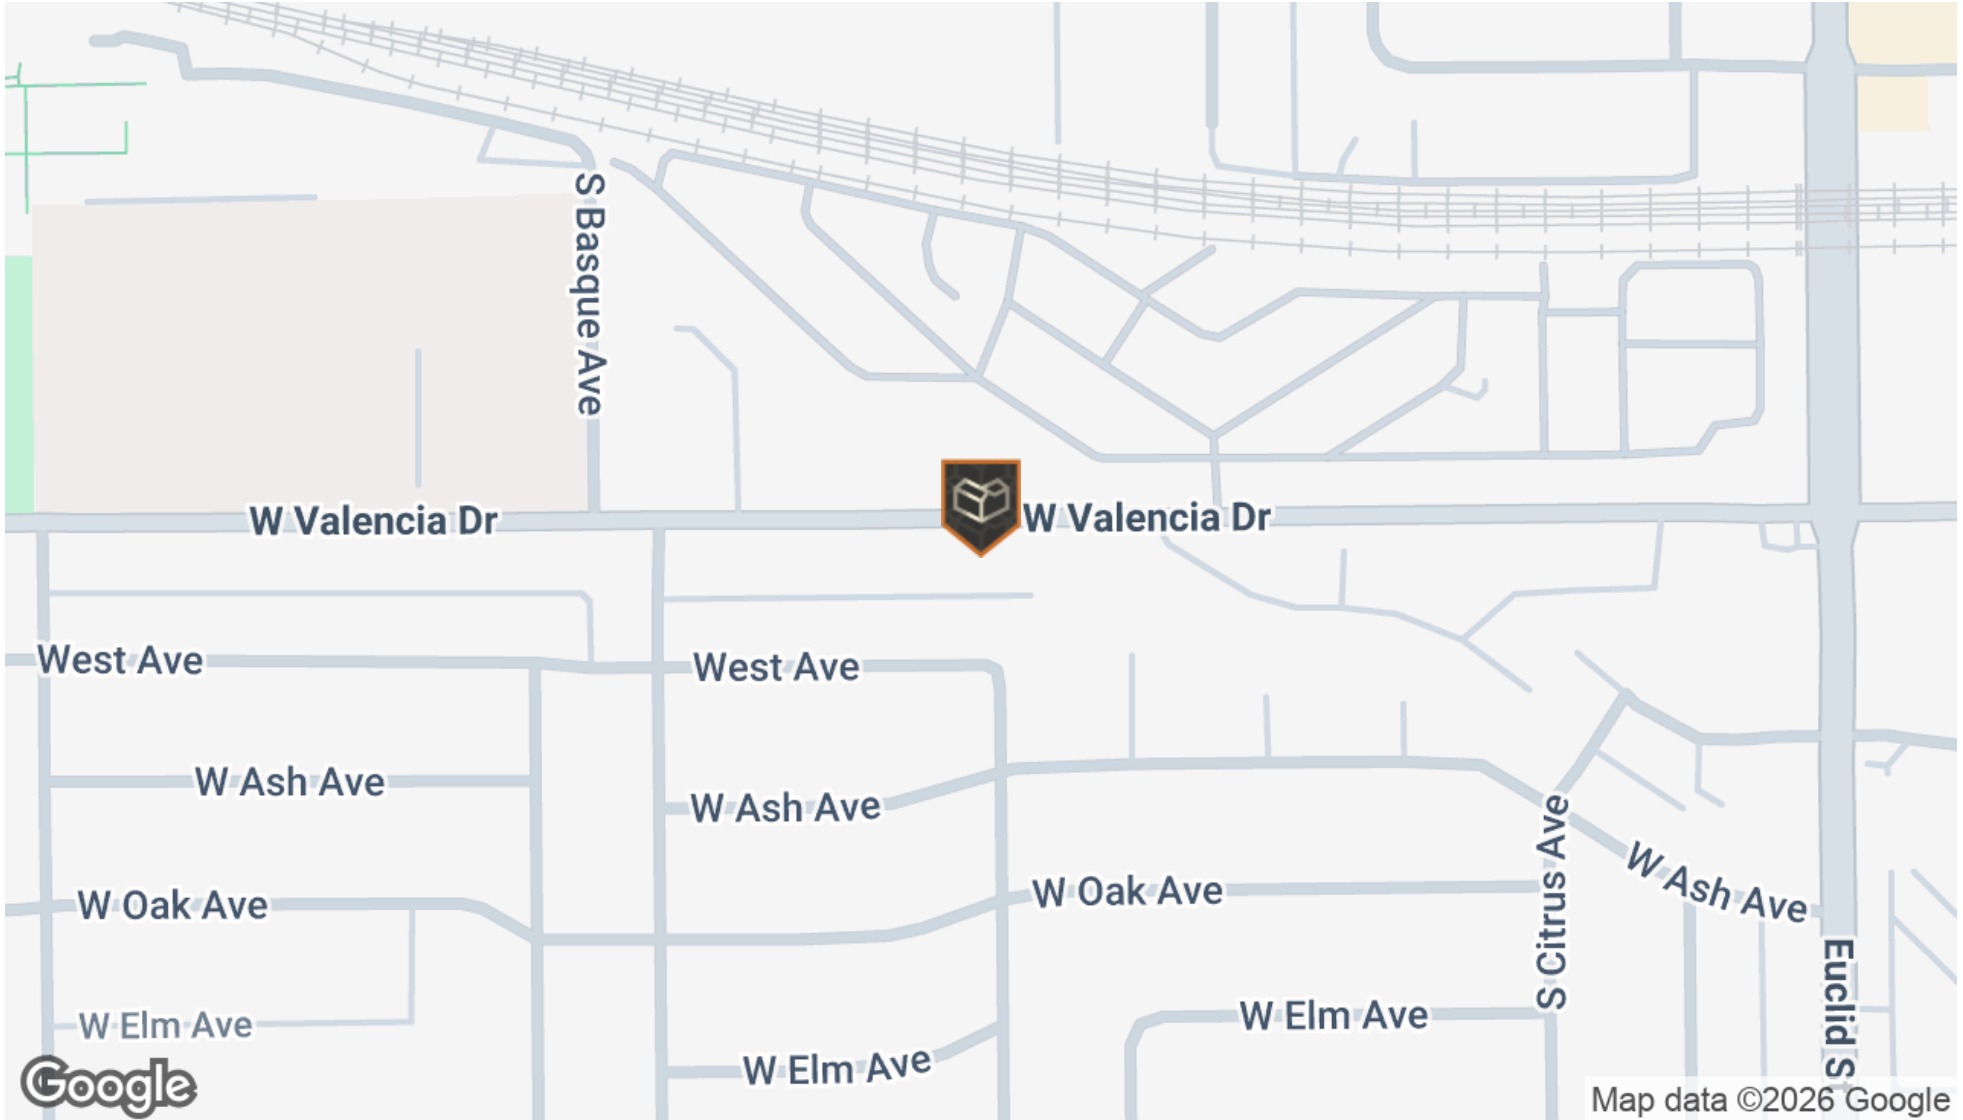 S Basque Ave
W Valencia Dr
W Valencia Dr
West Ave
West Ave
W Ash Ave
W Ash Ave
W Ash Ave
W Oak Ave
W Oak Ave
S Citrus Ave
Euclid St
W Elm Ave
W Elm Ave
W Elm Ave
Google
Map data ©2026 Google